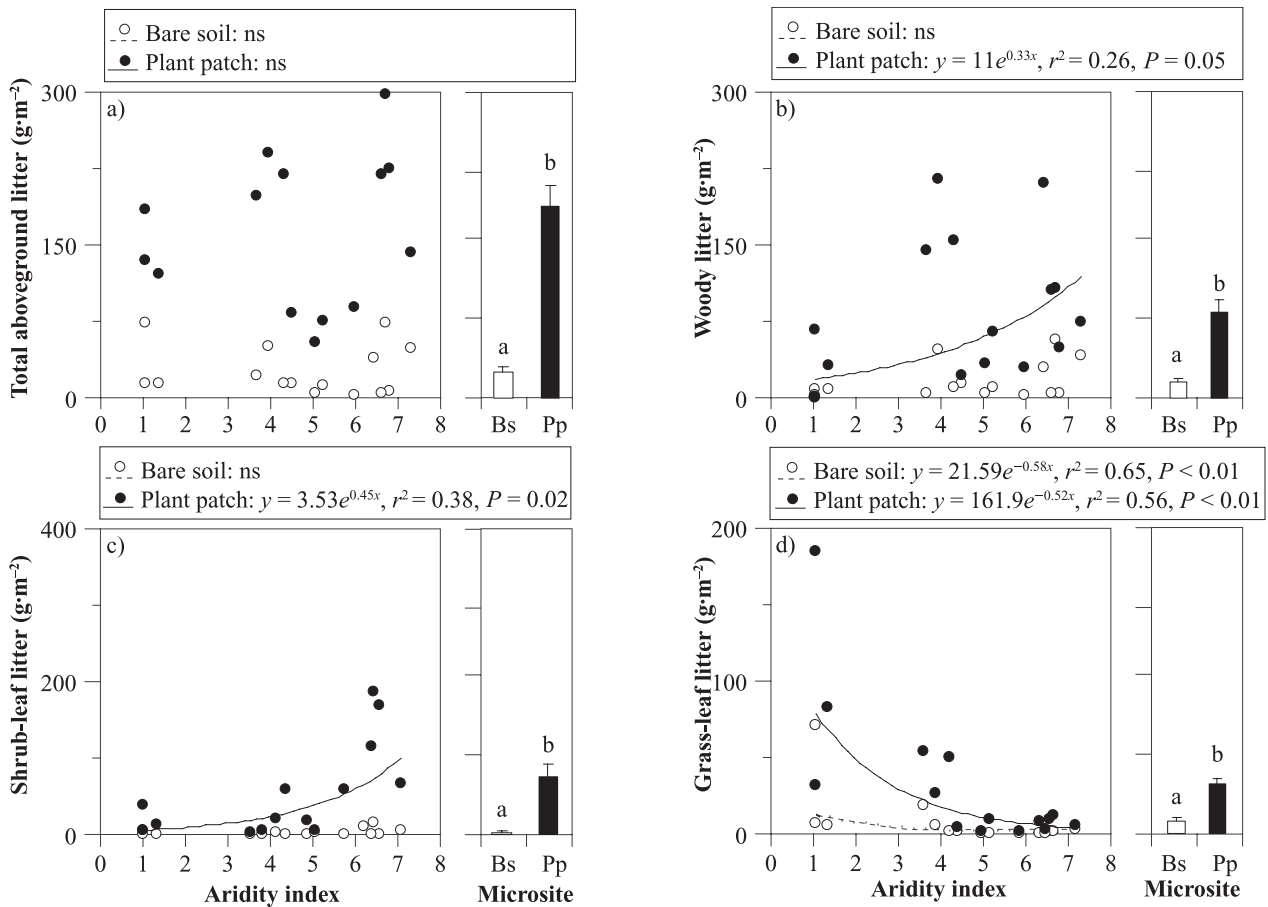 Bare soil: ns
Plant patch: ns
Total aboveground litter (g·m⁻²)
300
150
0
a)
0 1 2 3 4 5 6 7 8
a
b
Bs Pp
Bare soil: ns
Plant patch: y = 11e^0.33x, r² = 0.26, P = 0.05
Woody litter (g·m⁻²)
300
150
0
b)
0 1 2 3 4 5 6 7 8
a
b
Bs Pp
Bare soil: ns
Plant patch: y = 3.53e^0.45x, r² = 0.38, P = 0.02
Shrub-leaf litter (g·m⁻²)
400
200
0
c)
0 1 2 3 4 5 6 7 8
Aridity index
a
b
Bs Pp
Microsite
Bare soil: y = 21.59e^−0.58x, r² = 0.65, P < 0.01
Plant patch: y = 161.9e^−0.52x, r² = 0.56, P < 0.01
Grass-leaf litter (g·m⁻²)
200
100
0
d)
0 1 2 3 4 5 6 7 8
Aridity index
a
b
Bs Pp
Microsite